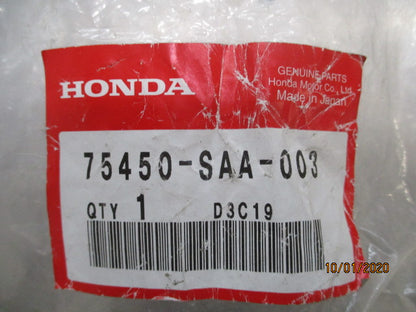 HONDA
GENUINE PARTS
Honda Motor Co., Ltd.
Made in Japan
75450-SAA-003
QTY 1 D3C19
10/01/2020